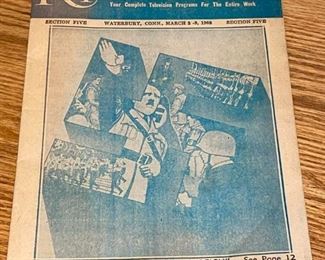 Your Complete Television Programs For The Entire Week
SECTION FIVE WATERBURY, CONN., MARCH 3-9, 1968 SECTION FIVE
See Page 12